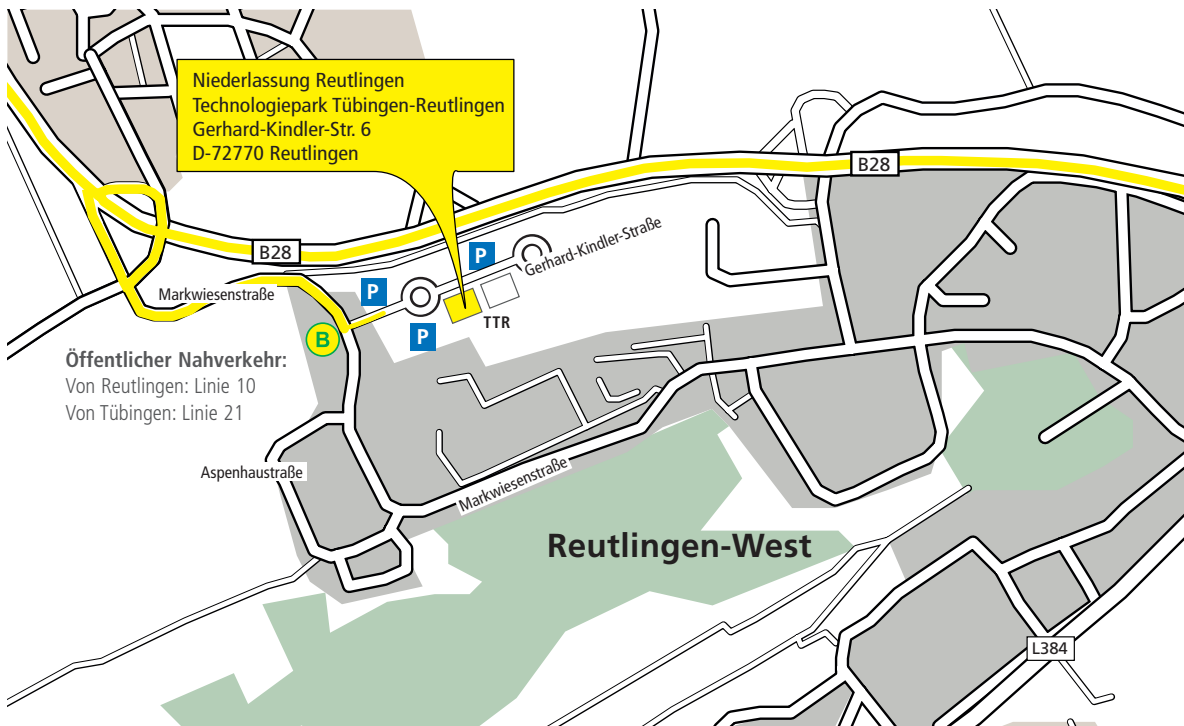 Niederlassung Reutlingen
Technologiepark Tübingen-Reutlingen
Gerhard-Kindler-Str. 6
D-72770 Reutlingen
B28
B28
P
Gerhard-Kindler-Straße
P
Markwiesenstraße
TTR
B
P
Öffentlicher Nahverkehr:
Von Reutlingen: Linie 10
Von Tübingen: Linie 21
Aspenhaustraße
Markwiesenstraße
Reutlingen-West
L384